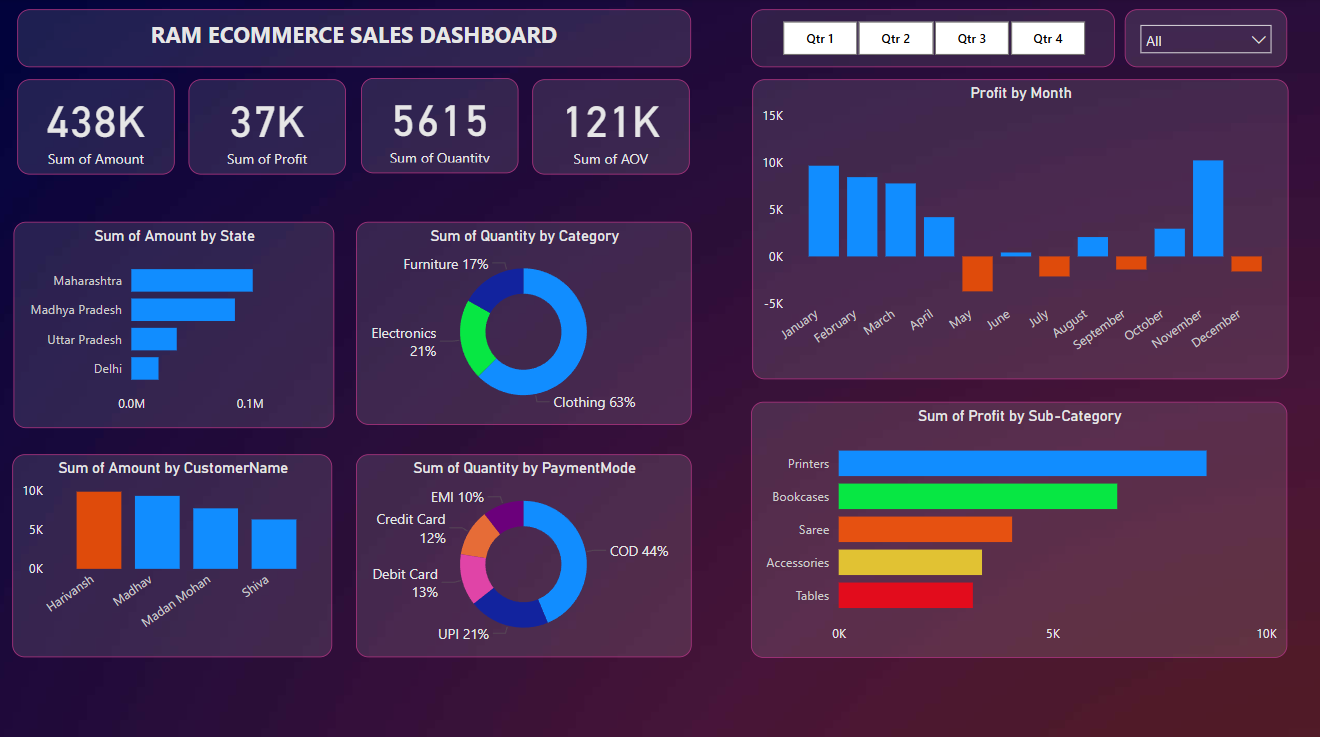 RAM ECOMMERCE SALES DASHBOARD
Qtr 1
Qtr 2
Qtr 3
Qtr 4
All
438K
Sum of Amount
37K
Sum of Profit
5615
Sum of Quantity
121K
Sum of AOV
Profit by Month
15K
10K
5K
0K
-5K
January
February
March
April
May
June
July
August
September
October
November
December
Sum of Amount by State
Maharashtra
Madhya Pradesh
Uttar Pradesh
Delhi
0.0M
0.1M
Sum of Quantity by Category
Furniture 17%
Electronics
21%
Clothing 63%
Sum of Profit by Sub-Category
Printers
Bookcases
Saree
Accessories
Tables
0K
5K
10K
Sum of Amount by CustomerName
10K
5K
0K
Harivansh
Madhav
Madan Mohan
Shiva
Sum of Quantity by PaymentMode
EMI 10%
Credit Card
12%
Debit Card
13%
UPI 21%
COD 44%